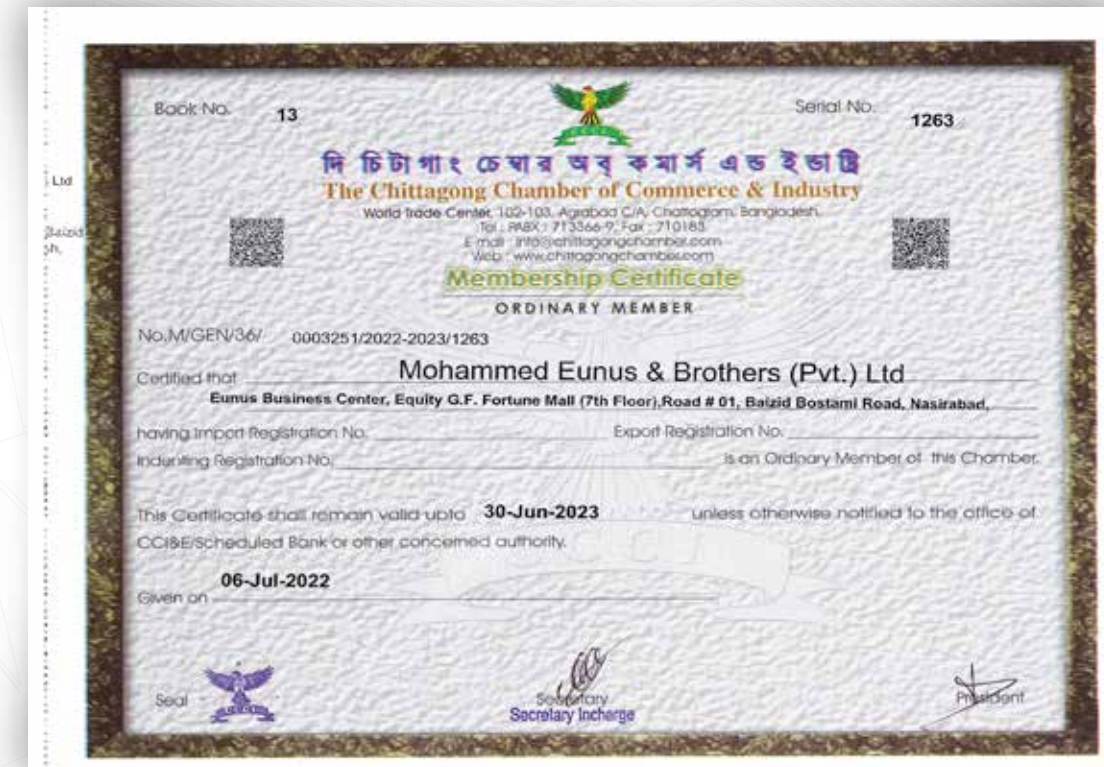 Book No. 13 Serial No. 1263
দি চিটাগাং চেম্বার অব্ কমার্স এন্ড ইন্ডাষ্ট্রি
The Chittagong Chamber of Commerce & Industry
World Trade Center, 102-103, Agrabad C/A, Chattogram, Bangladesh.
Tel : PABX : 713366-9, Fax : 710183
E-mail : info@chittagongchamber.com
Web : www.chittagongchamber.com
Membership Certificate
ORDINARY MEMBER
No.M/GEN/36/ 0003251/2022-2023/1263
Certified that Mohammed Eunus & Brothers (Pvt.) Ltd
Eunus Business Center, Equity G.F. Fortune Mall (7th Floor),Road # 01, Baizid Bostami Road, Nasirabad,
having Import Registration No. Export Registration No.
Indenting Registration No. is an Ordinary Member of this Chamber.
This Certificate shall remain valid upto 30-Jun-2023 unless otherwise notified to the office of
CCI&E/Scheduled Bank or other concerned authority.
Given on 06-Jul-2022
Seal Secretary President
Secretary Incharge
Ltd
Baizid
sh,